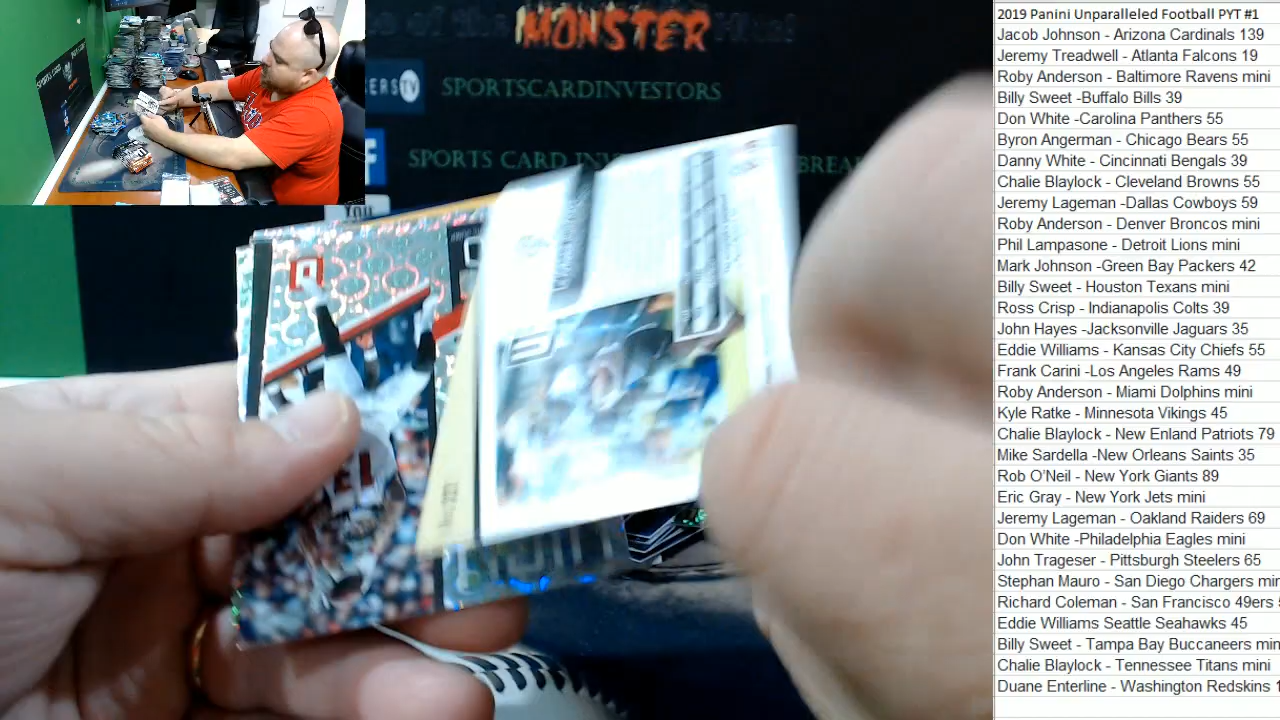 MONSTER
ERSTV
SPORTSCARDINVESTORS
SPORTS CARD INV BREA
You
2019 Panini Unparalleled Football PYT #1
Jacob Johnson - Arizona Cardinals 139
Jeremy Treadwell - Atlanta Falcons 19
Roby Anderson - Baltimore Ravens mini
Billy Sweet -Buffalo Bills 39
Don White -Carolina Panthers 55
Byron Angerman - Chicago Bears 55
Danny White - Cincinnati Bengals 39
Chalie Blaylock - Cleveland Browns 55
Jeremy Lageman -Dallas Cowboys 59
Roby Anderson - Denver Broncos mini
Phil Lampasone - Detroit Lions mini
Mark Johnson -Green Bay Packers 42
Billy Sweet - Houston Texans mini
Ross Crisp - Indianapolis Colts 39
John Hayes -Jacksonville Jaguars 35
Eddie Williams - Kansas City Chiefs 55
Frank Carini -Los Angeles Rams 49
Roby Anderson - Miami Dolphins mini
Kyle Ratke - Minnesota Vikings 45
Chalie Blaylock - New Enland Patriots 79
Mike Sardella -New Orleans Saints 35
Rob O'Neil - New York Giants 89
Eric Gray - New York Jets mini
Jeremy Lageman - Oakland Raiders 69
Don White -Philadelphia Eagles mini
John Trageser - Pittsburgh Steelers 65
Stephan Mauro - San Diego Chargers min
Richard Coleman - San Francisco 49ers
Eddie Williams Seattle Seahawks 45
Billy Sweet - Tampa Bay Buccaneers min
Chalie Blaylock - Tennessee Titans mini
Duane Enterline - Washington Redskins 1